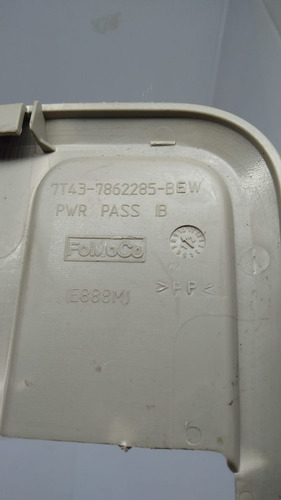 7T43-7862285-BEW
PWR PASS IB
FoMoCo
(E888M)
>PP<